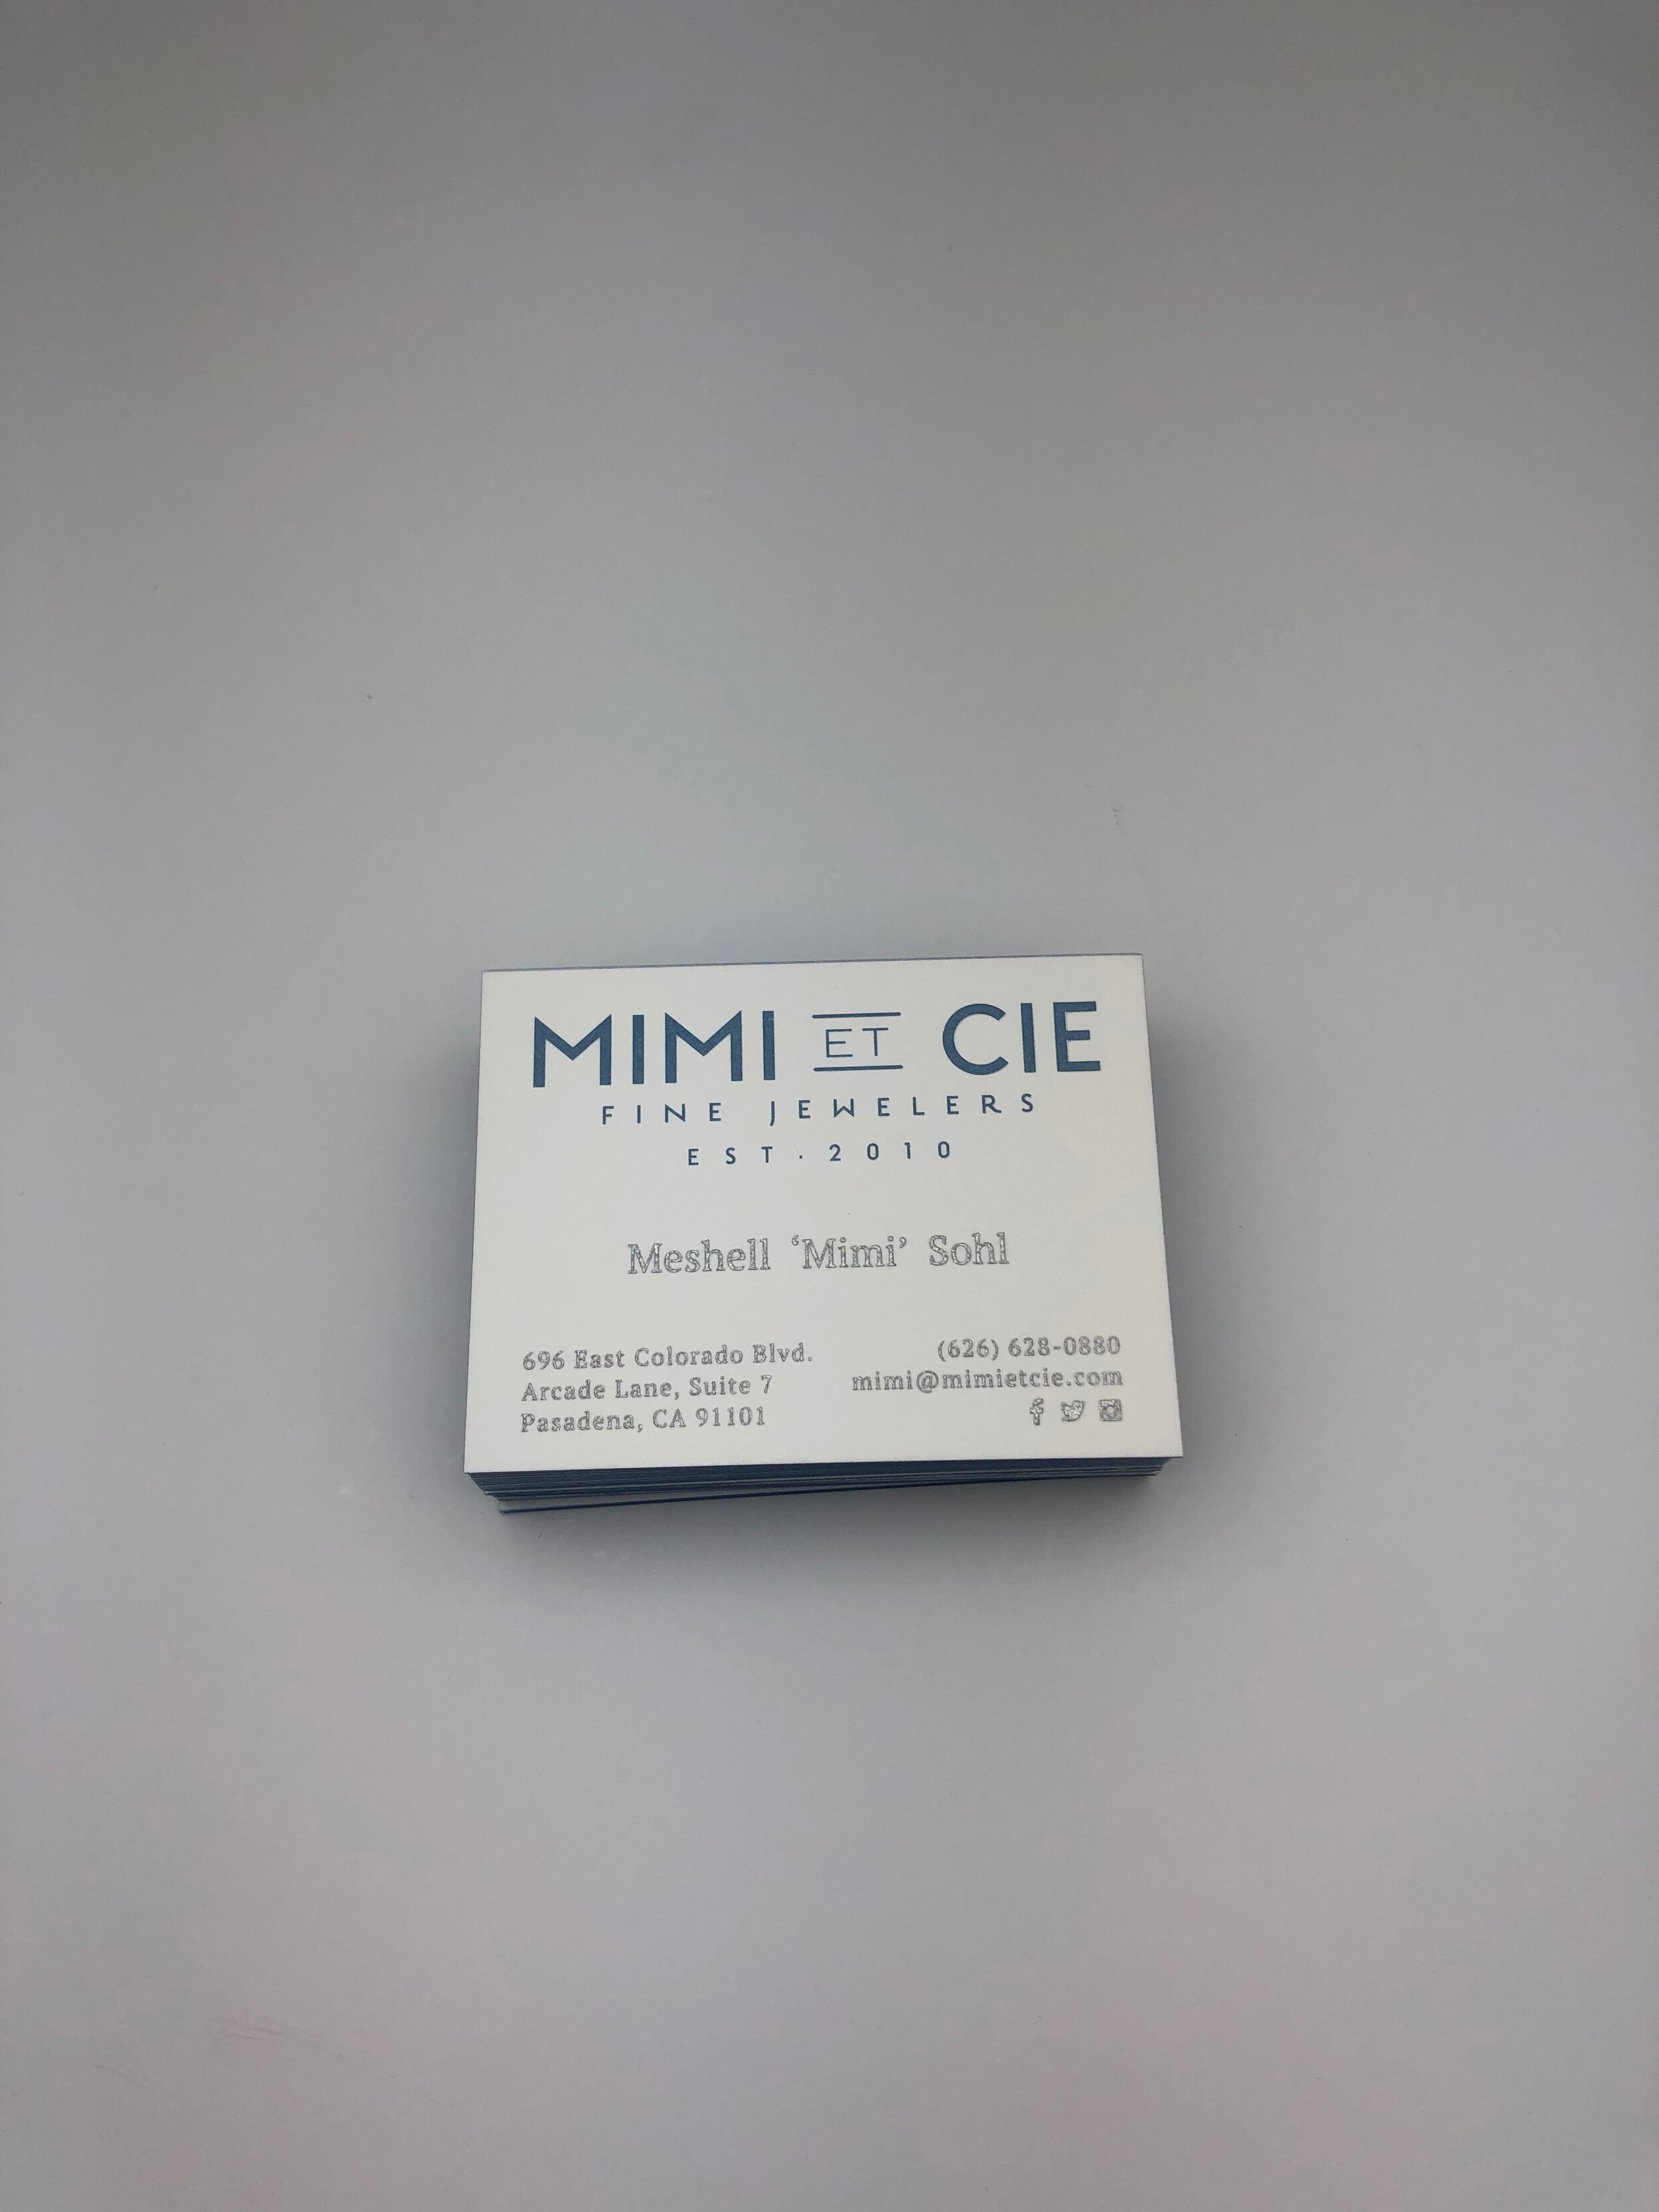 MIMI ET CIE
FINE JEWELERS
EST · 2010
Meshell ‘Mimi’ Sohl
696 East Colorado Blvd.
Arcade Lane, Suite 7
Pasadena, CA 91101
(626) 628-0880
mimi@mimietcie.com